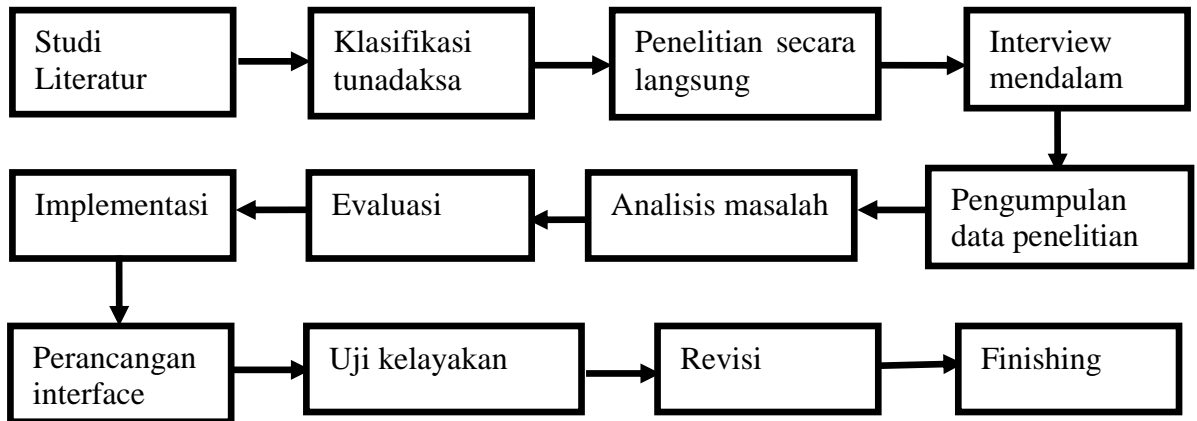 Studi
Literatur
Klasifikasi
tunadaksa
Penelitian secara
langsung
Interview
mendalam
Pengumpulan
data penelitian
Analisis masalah
Evaluasi
Implementasi
Perancangan
interface
Uji kelayakan
Revisi
Finishing